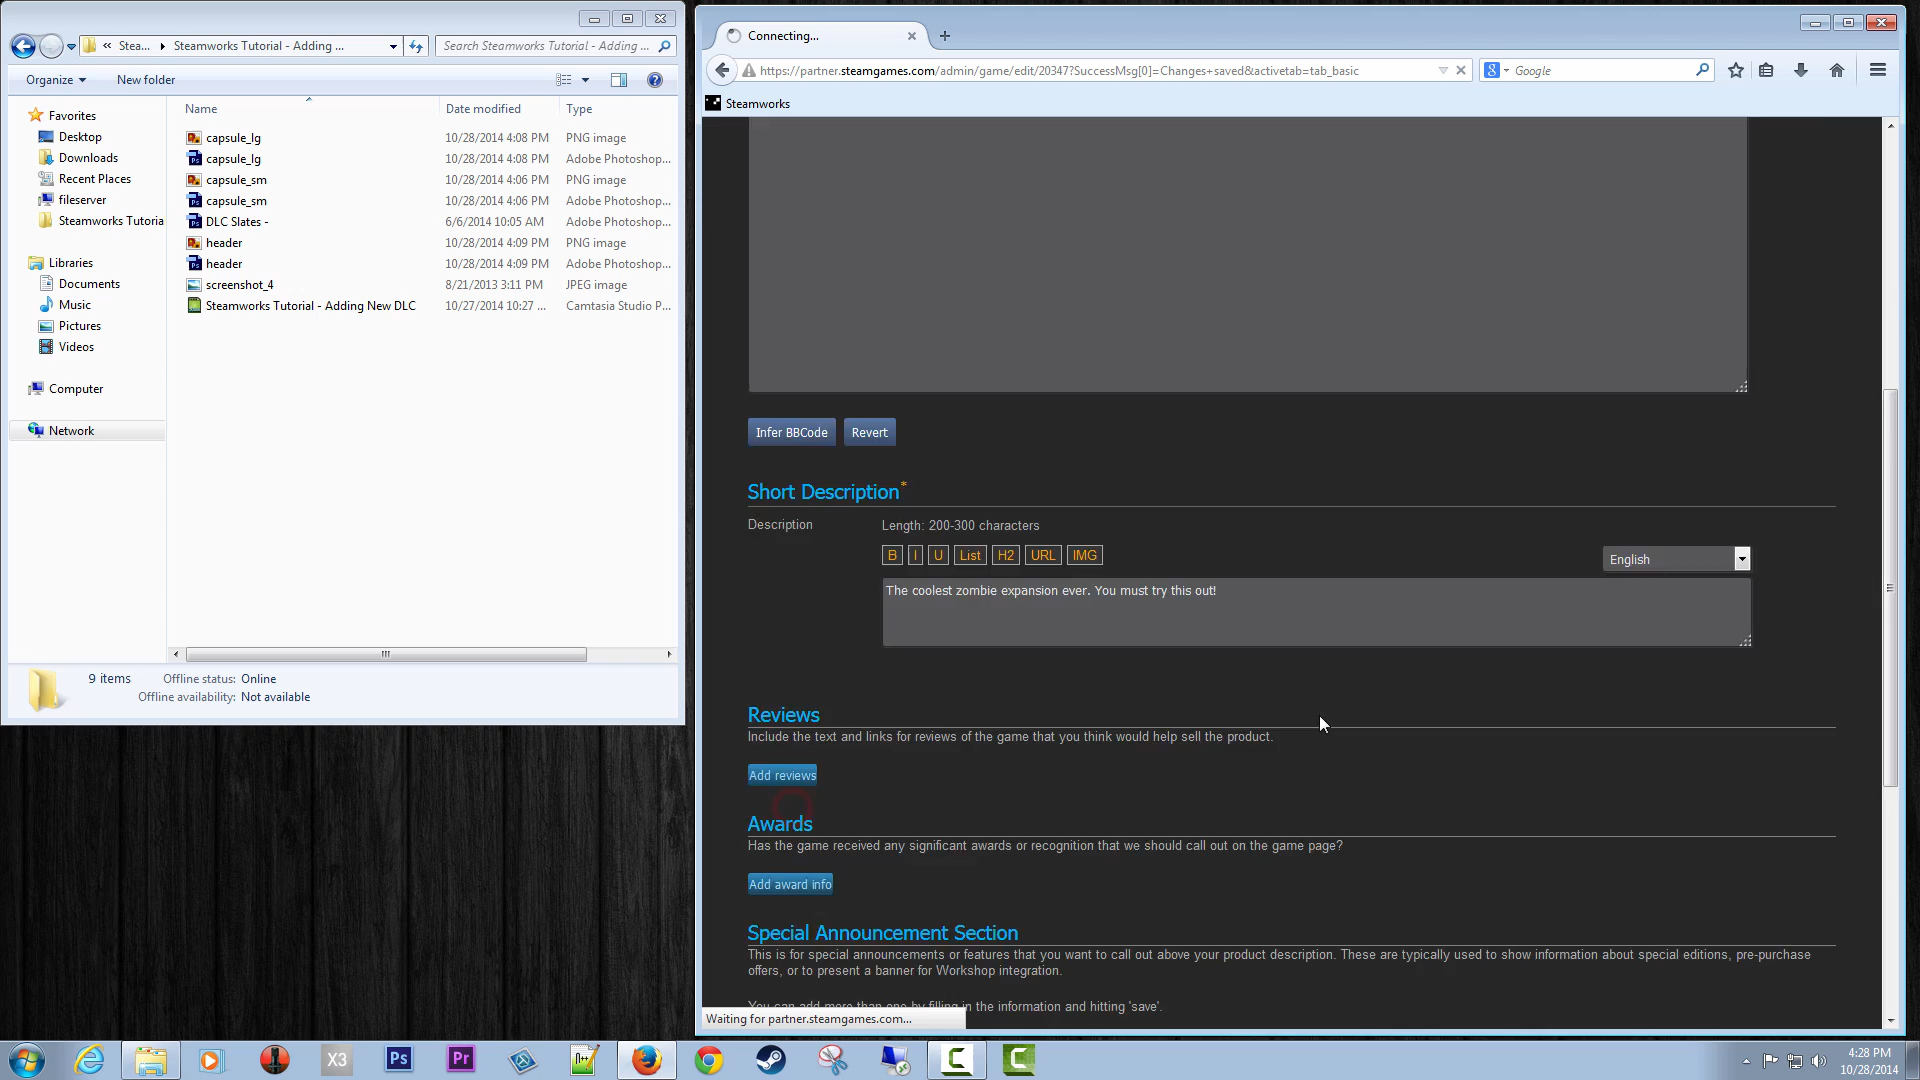 « Stea... Steamworks Tutorial - Adding ...
Search Steamworks Tutorial - Adding ...
Organize
New folder
Name
Date modified
Type
Favorites
Desktop
Downloads
Recent Places
fileserver
Steamworks Tutoria
Libraries
Documents
Music
Pictures
Videos
Computer
Network
capsule_lg 10/28/2014 4:08 PM PNG image
capsule_lg 10/28/2014 4:08 PM Adobe Photoshop...
capsule_sm 10/28/2014 4:06 PM PNG image
capsule_sm 10/28/2014 4:06 PM Adobe Photoshop...
DLC Slates - 6/6/2014 10:05 AM Adobe Photoshop...
header 10/28/2014 4:09 PM PNG image
header 10/28/2014 4:09 PM Adobe Photoshop...
screenshot_4 8/21/2013 3:11 PM JPEG image
Steamworks Tutorial - Adding New DLC 10/27/2014 10:27 ... Camtasia Studio P...
9 items Offline status: Online
Offline availability: Not available
Connecting...
https://partner.steamgames.com/admin/game/edit/20347?SuccessMsg[0]=Changes+saved&activetab=tab_basic
Google
Steamworks
Infer BBCode
Revert
Short Description*
Description
Length: 200-300 characters
B I U List H2 URL IMG
English
The coolest zombie expansion ever. You must try this out!
Reviews
Include the text and links for reviews of the game that you think would help sell the product.
Add reviews
Awards
Has the game received any significant awards or recognition that we should call out on the game page?
Add award info
Special Announcement Section
This is for special announcements or features that you want to call out above your product description. These are typically used to show information about special editions, pre-purchase
offers, or to present a banner for Workshop integration.
You can add more than one by filling in the information and hitting 'save'.
Waiting for partner.steamgames.com...
X3
Ps
Pr
4:28 PM
10/28/2014